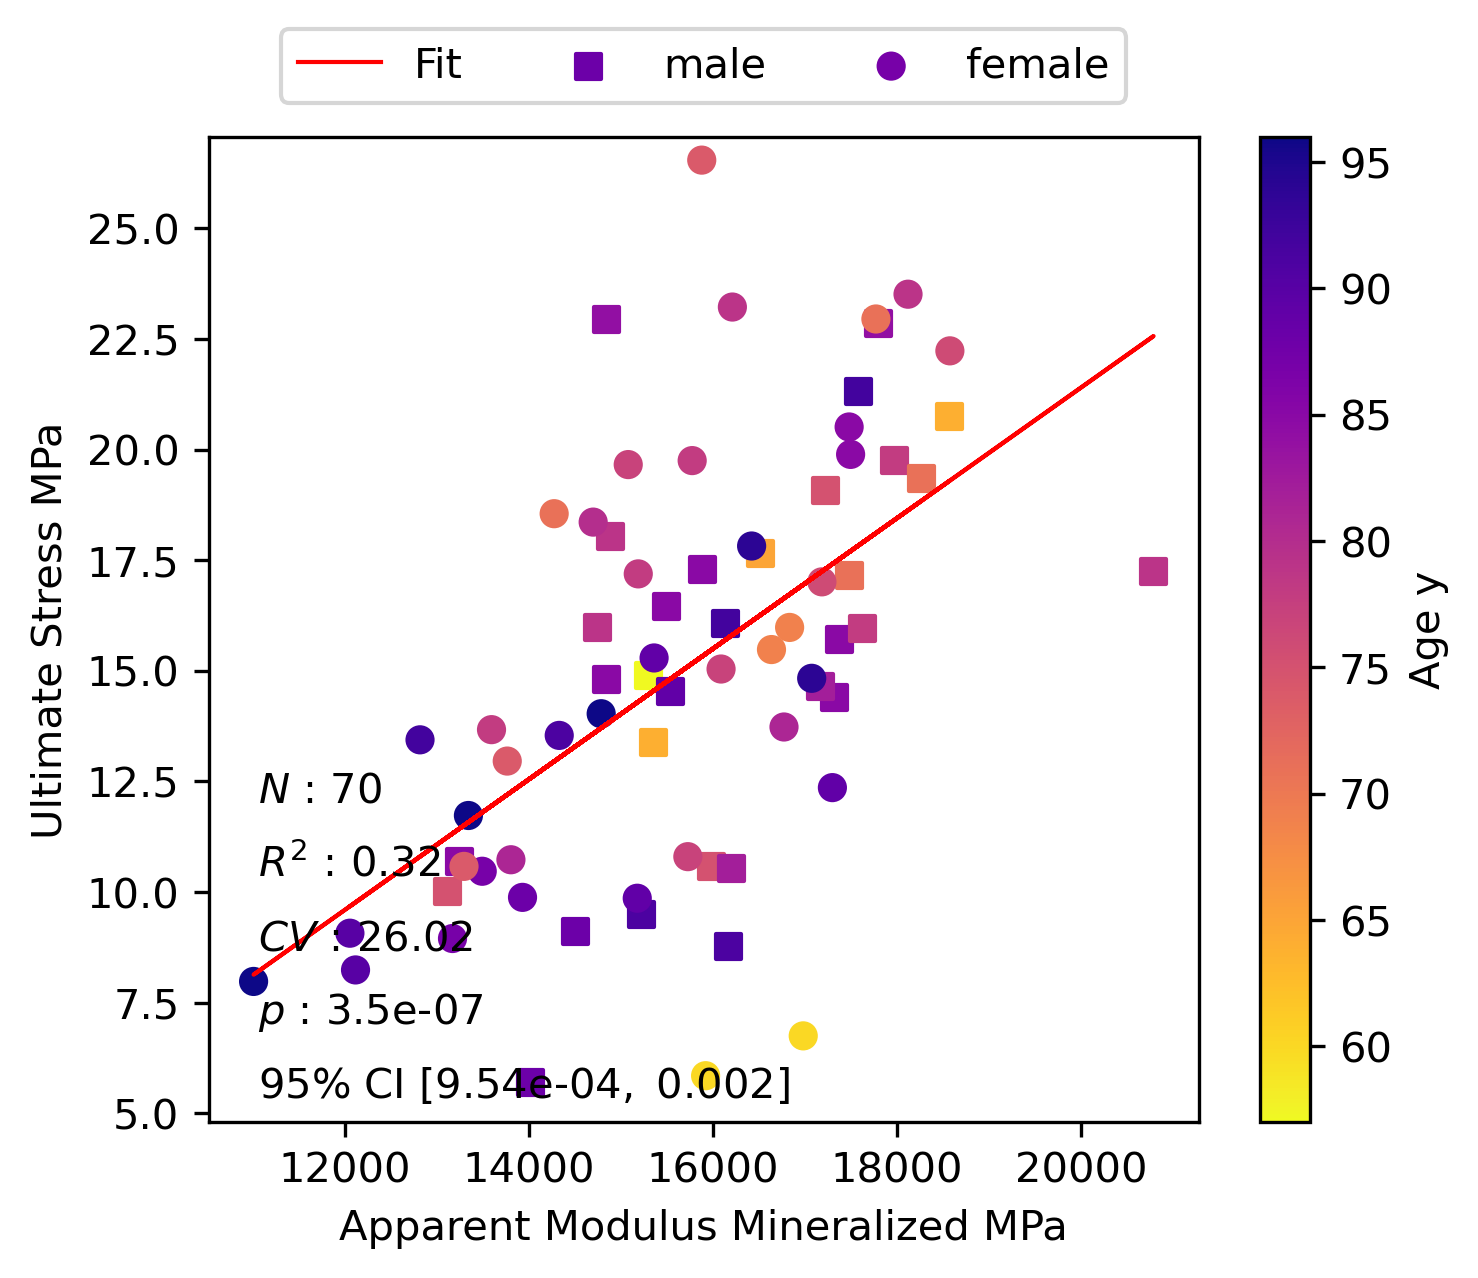 Fit male female
25.0
22.5
20.0
17.5
15.0
12.5
10.0
7.5
5.0
Ultimate Stress MPa
N : 70
R² : 0.32
CV : 26.02
p : 3.5e-07
95% CI [9.54e-04, 0.002]
12000 14000 16000 18000 20000
Apparent Modulus Mineralized MPa
95
90
85
80
75
70
65
60
Age y